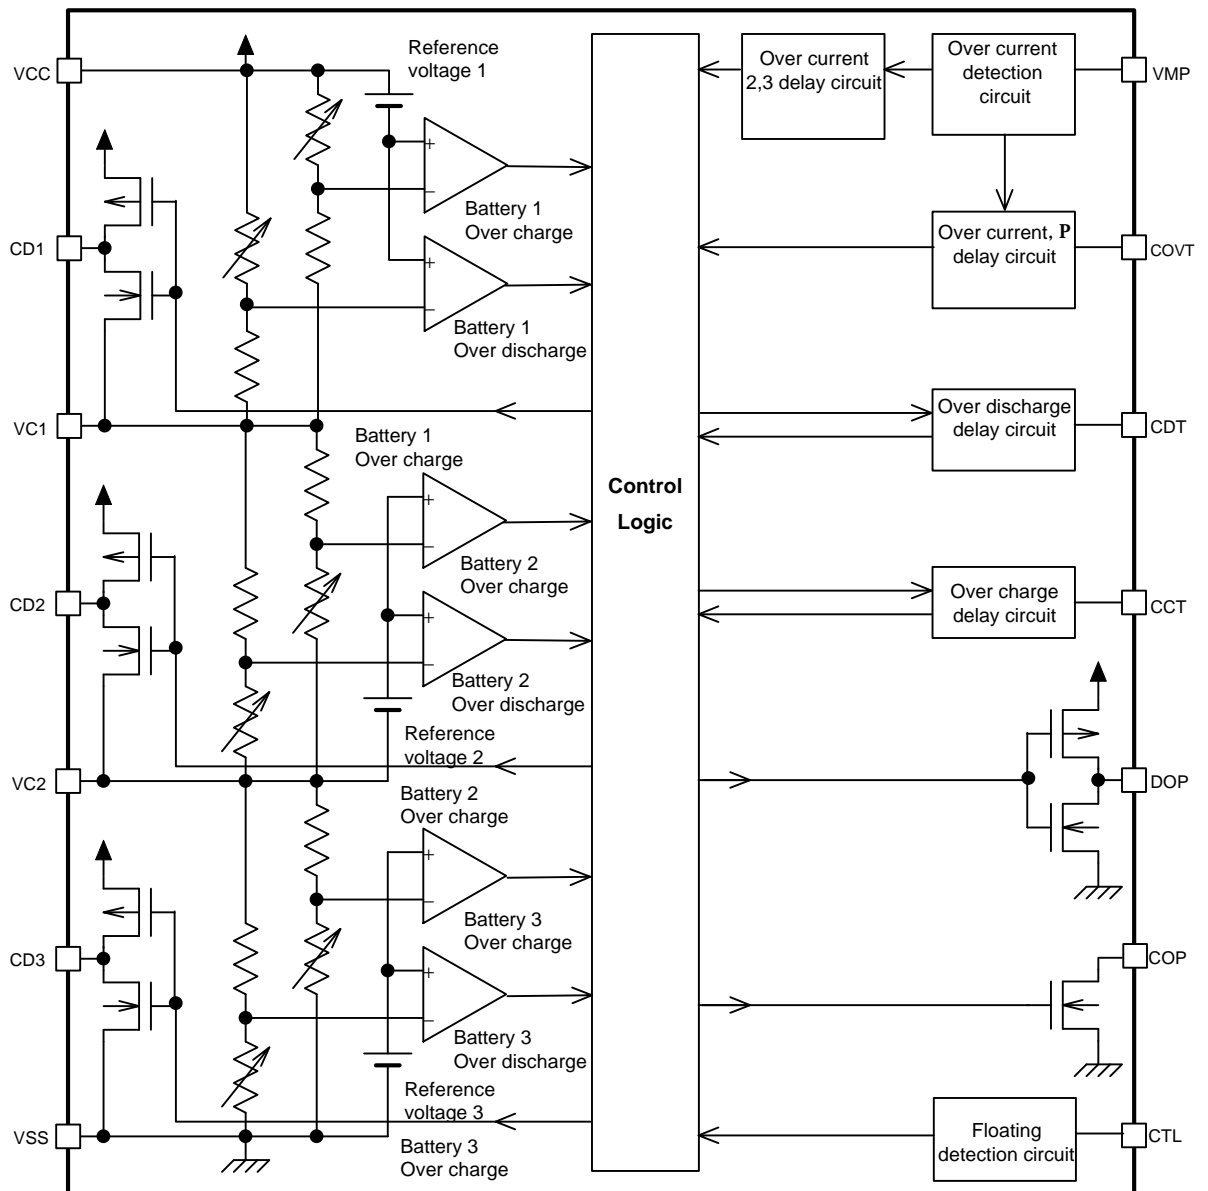 Reference
voltage 1
VCC
Over current
2,3 delay circuit
Over current
detection
circuit
VMP
+
−
Battery 1
Over charge
CD1
+
−
Battery 1
Over discharge
Over current, P
delay circuit
COVT
VC1
Battery 1
Over charge
Over discharge
delay circuit
CDT
Control
Logic
+
−
Battery 2
Over charge
CD2
+
−
Battery 2
Over discharge
Over charge
delay circuit
CCT
Reference
voltage 2
VC2
Battery 2
Over charge
DOP
+
−
Battery 3
Over charge
CD3
+
−
Battery 3
Over discharge
COP
Reference
voltage 3
VSS
Battery 3
Over charge
Floating
detection circuit
CTL